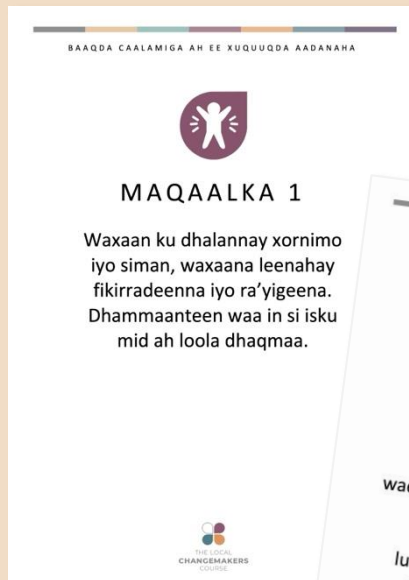 BAAQDA CAALAMIGA AH EE XUQUUQDA AADANAHA
MAQAALKA 1
Waxaan ku dhalannay xornimo
iyo siman, waxaana leenahay
fikirradeenna iyo ra’yigeena.
Dhammaanteen waa in si isku
mid ah loola dhaqmaa.
THE LOCAL
CHANGEMAKERS
COURSE